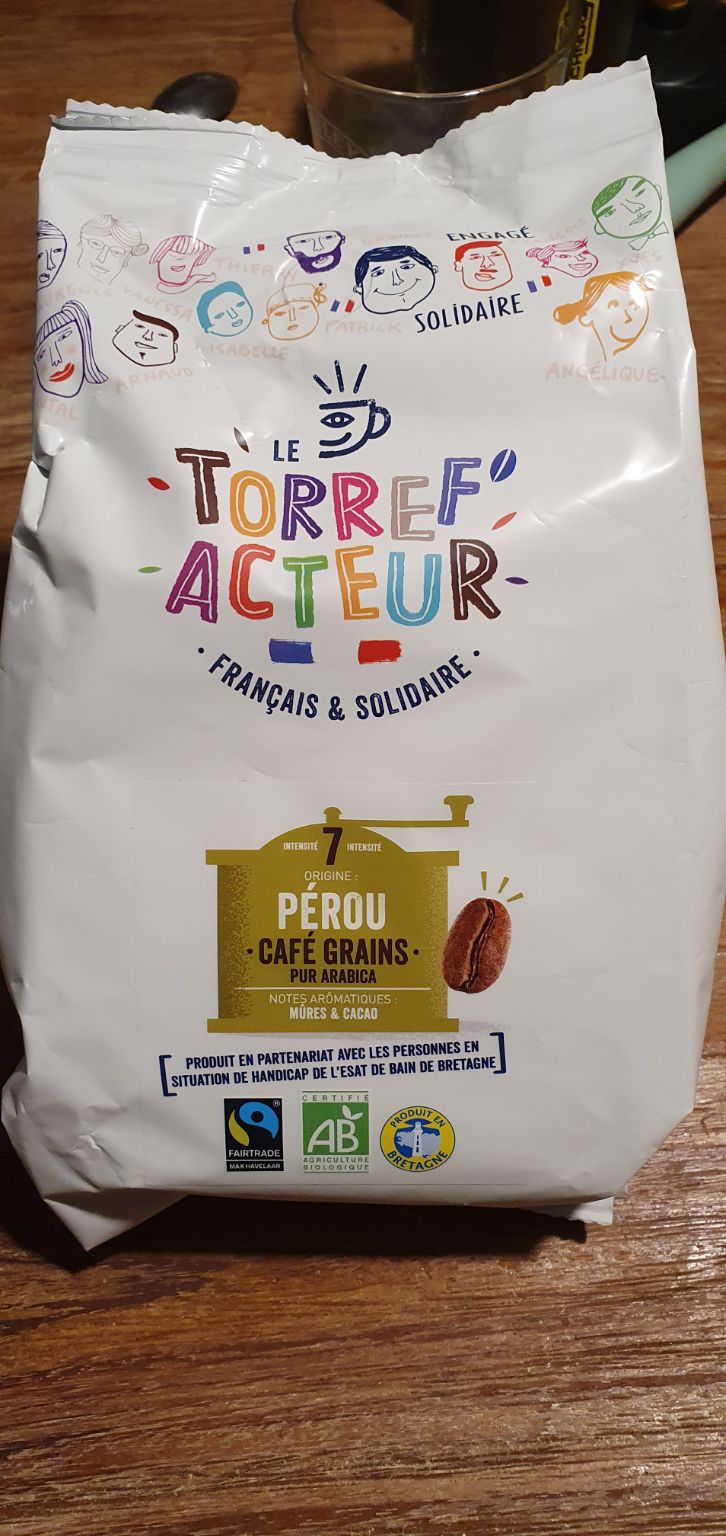 ENGAGÉ
SOLIDAIRE
VANESSA
PATRICK
ISABELLE
ARNAUD
ANGÉLIQUE
LE
TORREF'
ACTEUR
• FRANÇAIS & SOLIDAIRE •
INTENSITÉ 7 INTENSITÉ
ORIGINE :
PÉROU
• CAFÉ GRAINS •
PUR ARABICA
NOTES ARÔMATIQUES :
MÛRES & CACAO
[PRODUIT EN PARTENARIAT AVEC LES PERSONNES EN
SITUATION DE HANDICAP DE L'ESAT DE BAIN DE BRETAGNE]
FAIRTRADE
MAX HAVELAAR
CERTIFIÉ
AB
AGRICULTURE
BIOLOGIQUE
PRODUIT EN
BRETAGNE